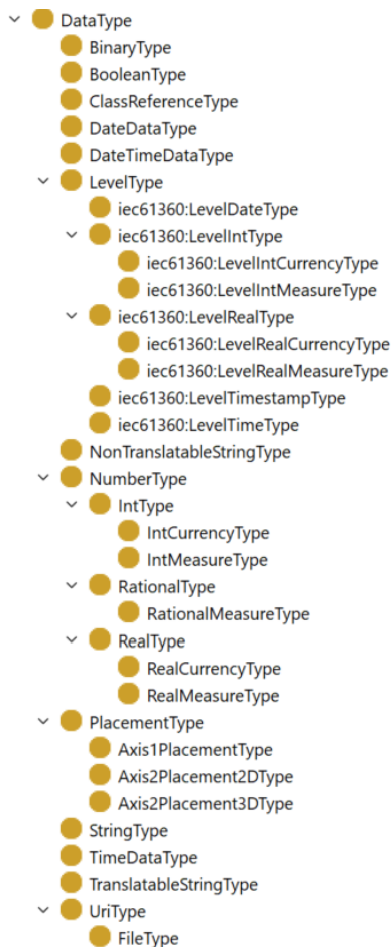 DataType
BinaryType
BooleanType
ClassReferenceType
DateDataType
DateTimeDataType
LevelType
iec61360:LevelDateType
iec61360:LevelIntType
iec61360:LevelIntCurrencyType
iec61360:LevelIntMeasureType
iec61360:LevelRealType
iec61360:LevelRealCurrencyType
iec61360:LevelRealMeasureType
iec61360:LevelTimestampType
iec61360:LevelTimeType
NonTranslatableStringType
NumberType
IntType
IntCurrencyType
IntMeasureType
RationalType
RationalMeasureType
RealType
RealCurrencyType
RealMeasureType
PlacementType
Axis1PlacementType
Axis2Placement2DType
Axis2Placement3DType
StringType
TimeDataType
TranslatableStringType
UriType
FileType